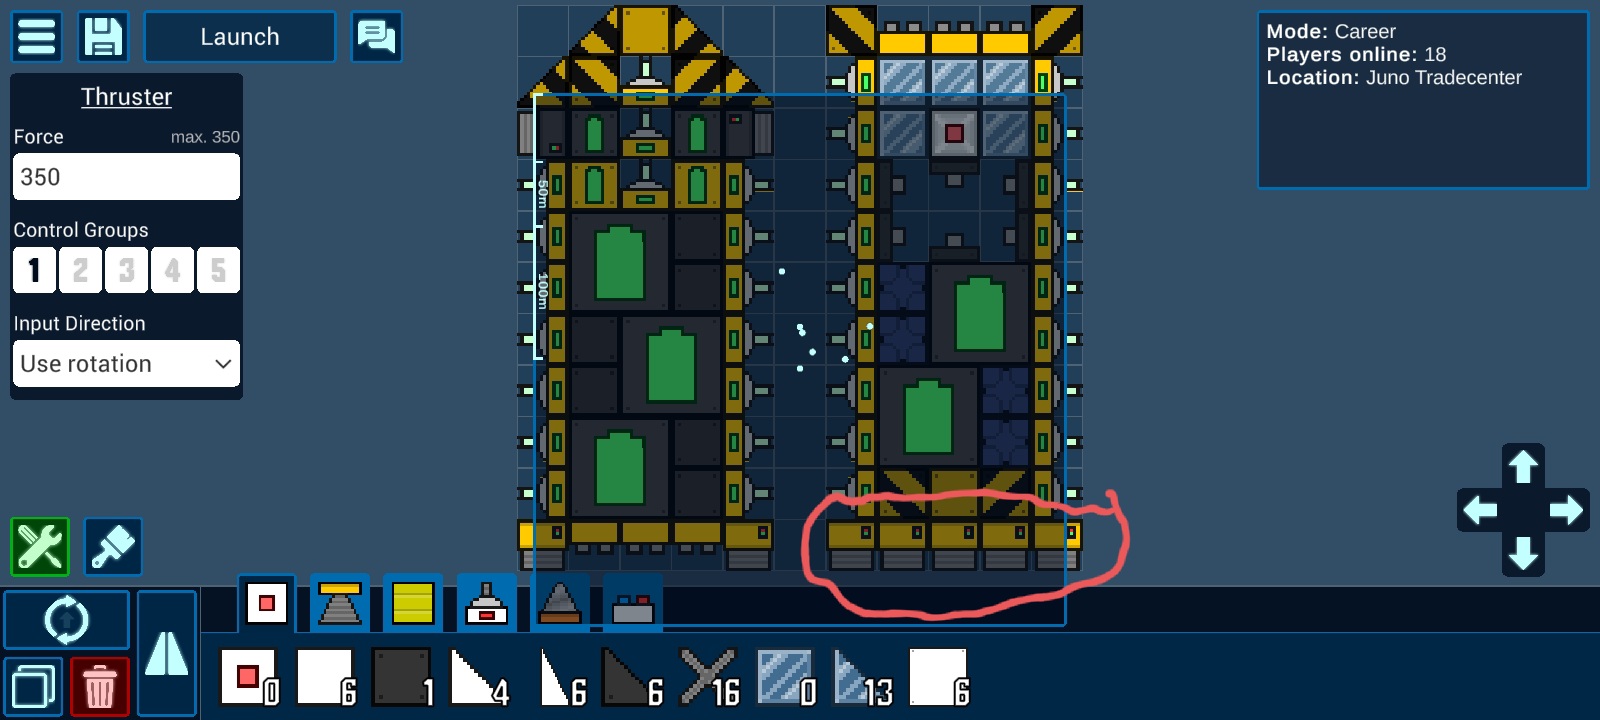 Launch
Mode: Career
Players online: 18
Location: Juno Tradecenter
Thruster
Force
max. 350
350
Control Groups
1 2 3 4 5
Input Direction
Use rotation
50m
100m
0 6 1 4 6 6 16 0 13 6